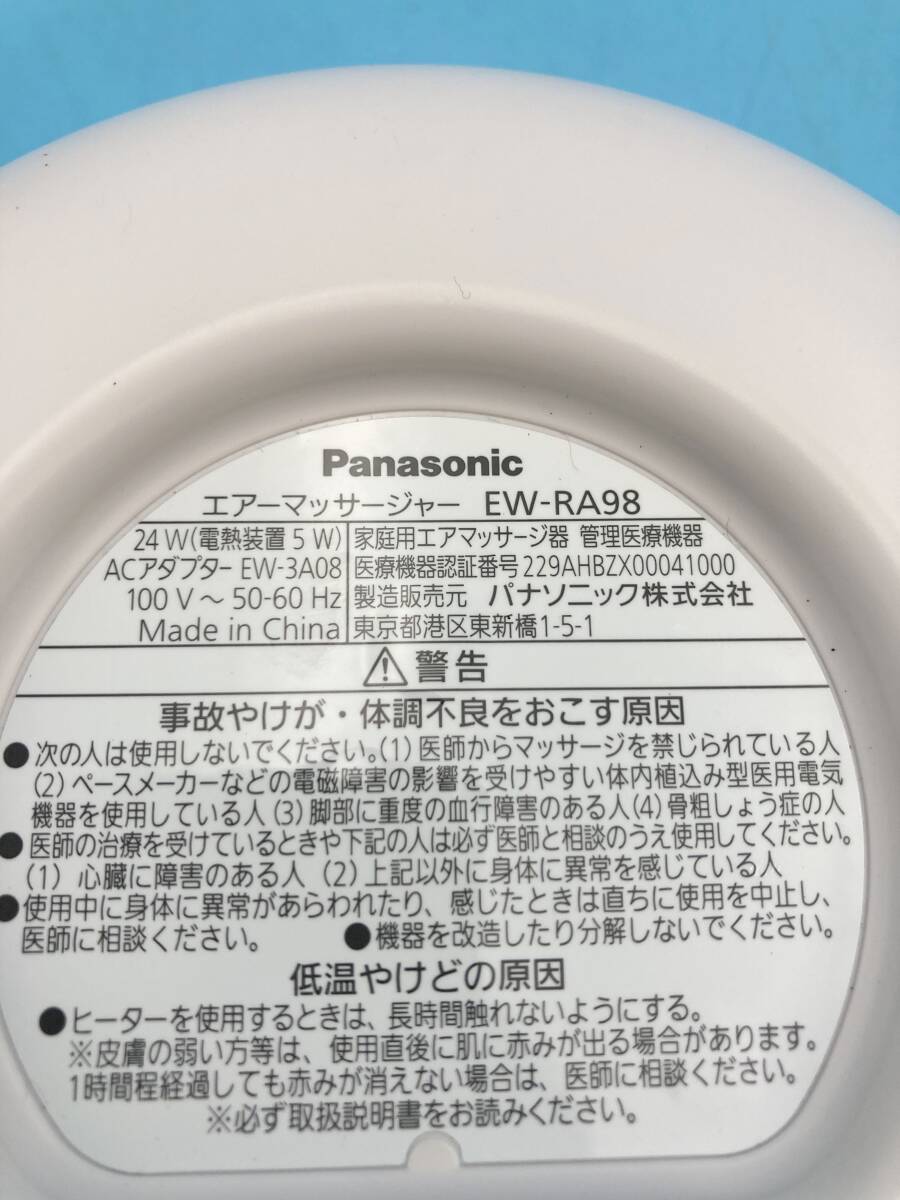 Panasonic
エアーマッサージャー EW-RA98
24 W(電熱装置 5 W)
ACアダプター EW-3A08
100 V～ 50-60 Hz
Made in China
家庭用エアマッサージ器 管理医療機器
医療機器認証番号 229AHBZX00041000
製造販売元 パナソニック株式会社
東京都港区東新橋1-5-1
⚠警告
事故やけが・体調不良をおこす原因
●次の人は使用しないでください。(1) 医師からマッサージを禁じられている人
(2) ペースメーカーなどの電磁障害の影響を受けやすい体内植込み型医用電気
機器を使用している人 (3) 脚部に重度の血行障害のある人 (4) 骨粗しょう症の人
●医師の治療を受けているときや下記の人は必ず医師と相談のうえ使用してください。
(1) 心臓に障害のある人 (2) 上記以外に身体に異常を感じている人
●使用中に身体に異常があらわれたり、感じたときは直ちに使用を中止し、
医師に相談ください。 ●機器を改造したり分解しないでください。
低温やけどの原因
●ヒーターを使用するときは、長時間触れないようにする。
※皮膚の弱い方等は、使用直後に肌に赤みが出る場合があります。
1時間程経過しても赤みが消えない場合は、医師に相談ください。
※必ず取扱説明書をお読みください。